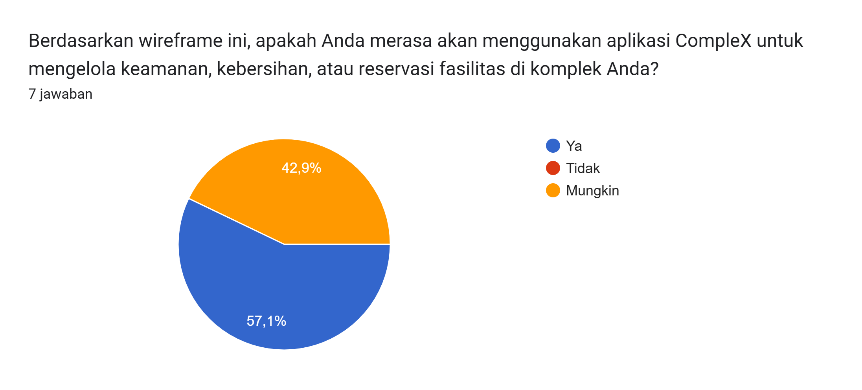 Berdasarkan wireframe ini, apakah Anda merasa akan menggunakan aplikasi CompleX untuk
mengelola keamanan, kebersihan, atau reservasi fasilitas di komplek Anda?
7 jawaban
42,9%
57,1%
Ya
Tidak
Mungkin